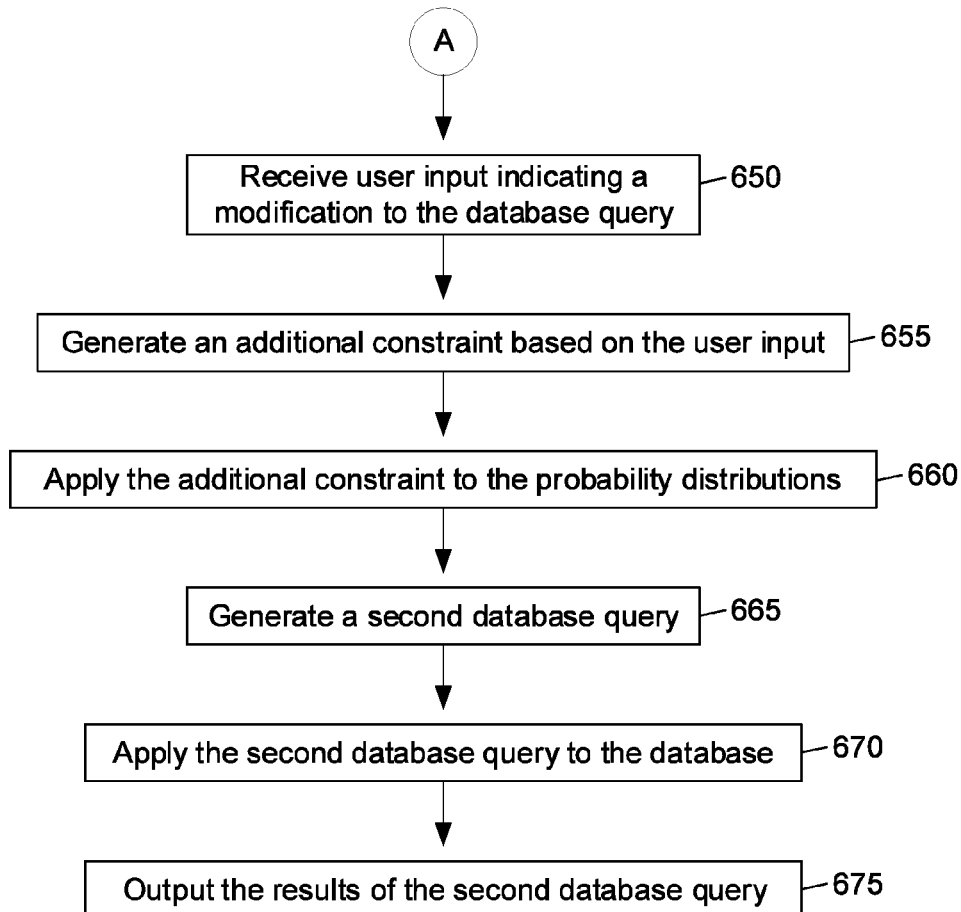 A
Receive user input indicating a
modification to the database query
650
Generate an additional constraint based on the user input
655
Apply the additional constraint to the probability distributions
660
Generate a second database query
665
Apply the second database query to the database
670
Output the results of the second database query
675